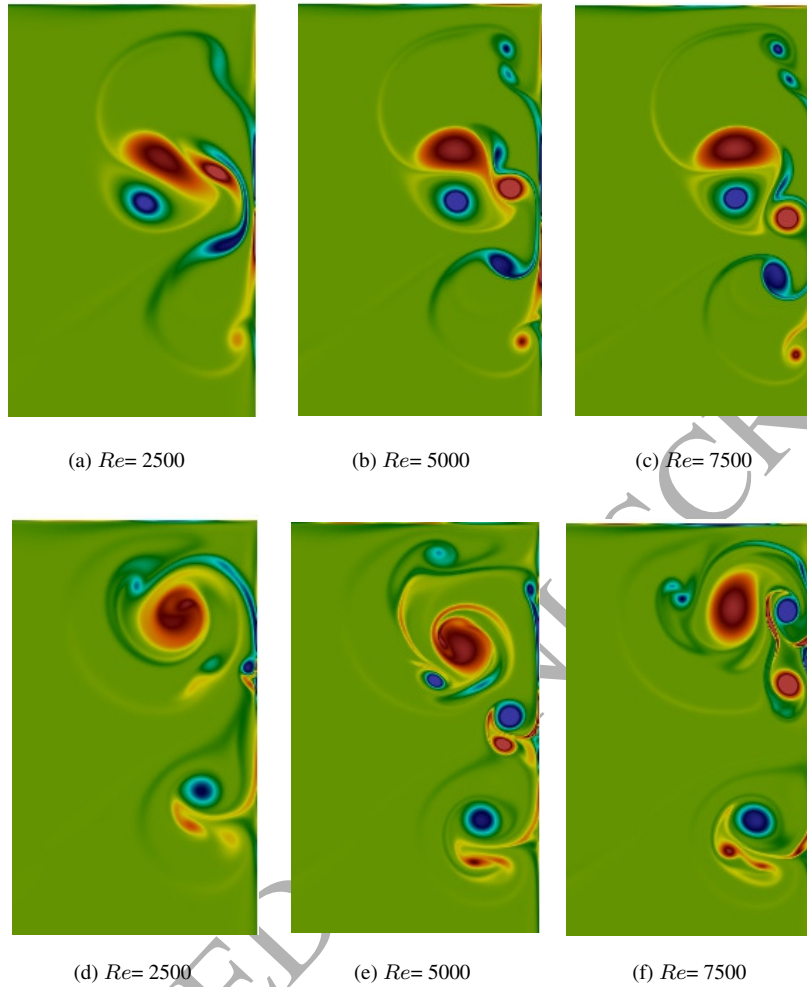 (a) Re= 2500
(b) Re= 5000
(c) Re= 7500
(d) Re= 2500
(e) Re= 5000
(f) Re= 7500